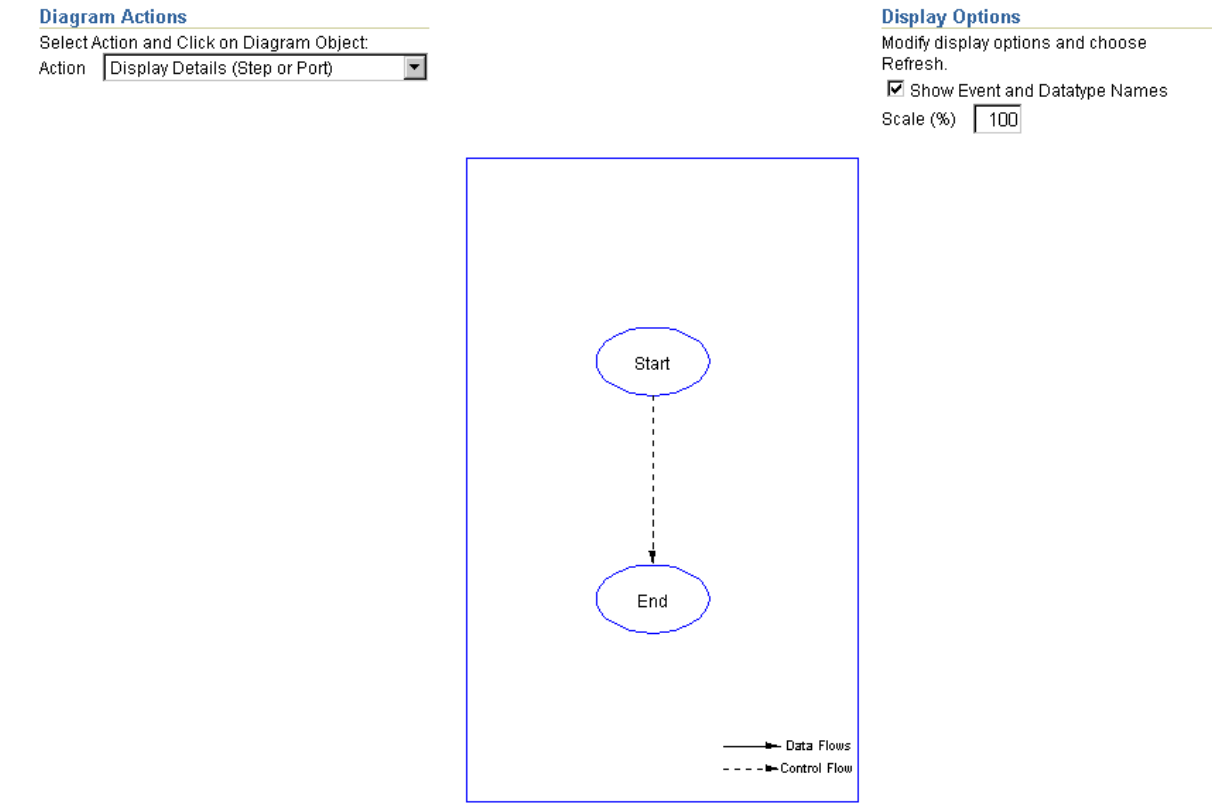 Diagram Actions
Select Action and Click on Diagram Object:
Action Display Details (Step or Port)
Display Options
Modify display options and choose
Refresh.
Show Event and Datatype Names
Scale (%) 100
Start
End
Data Flows
Control Flow